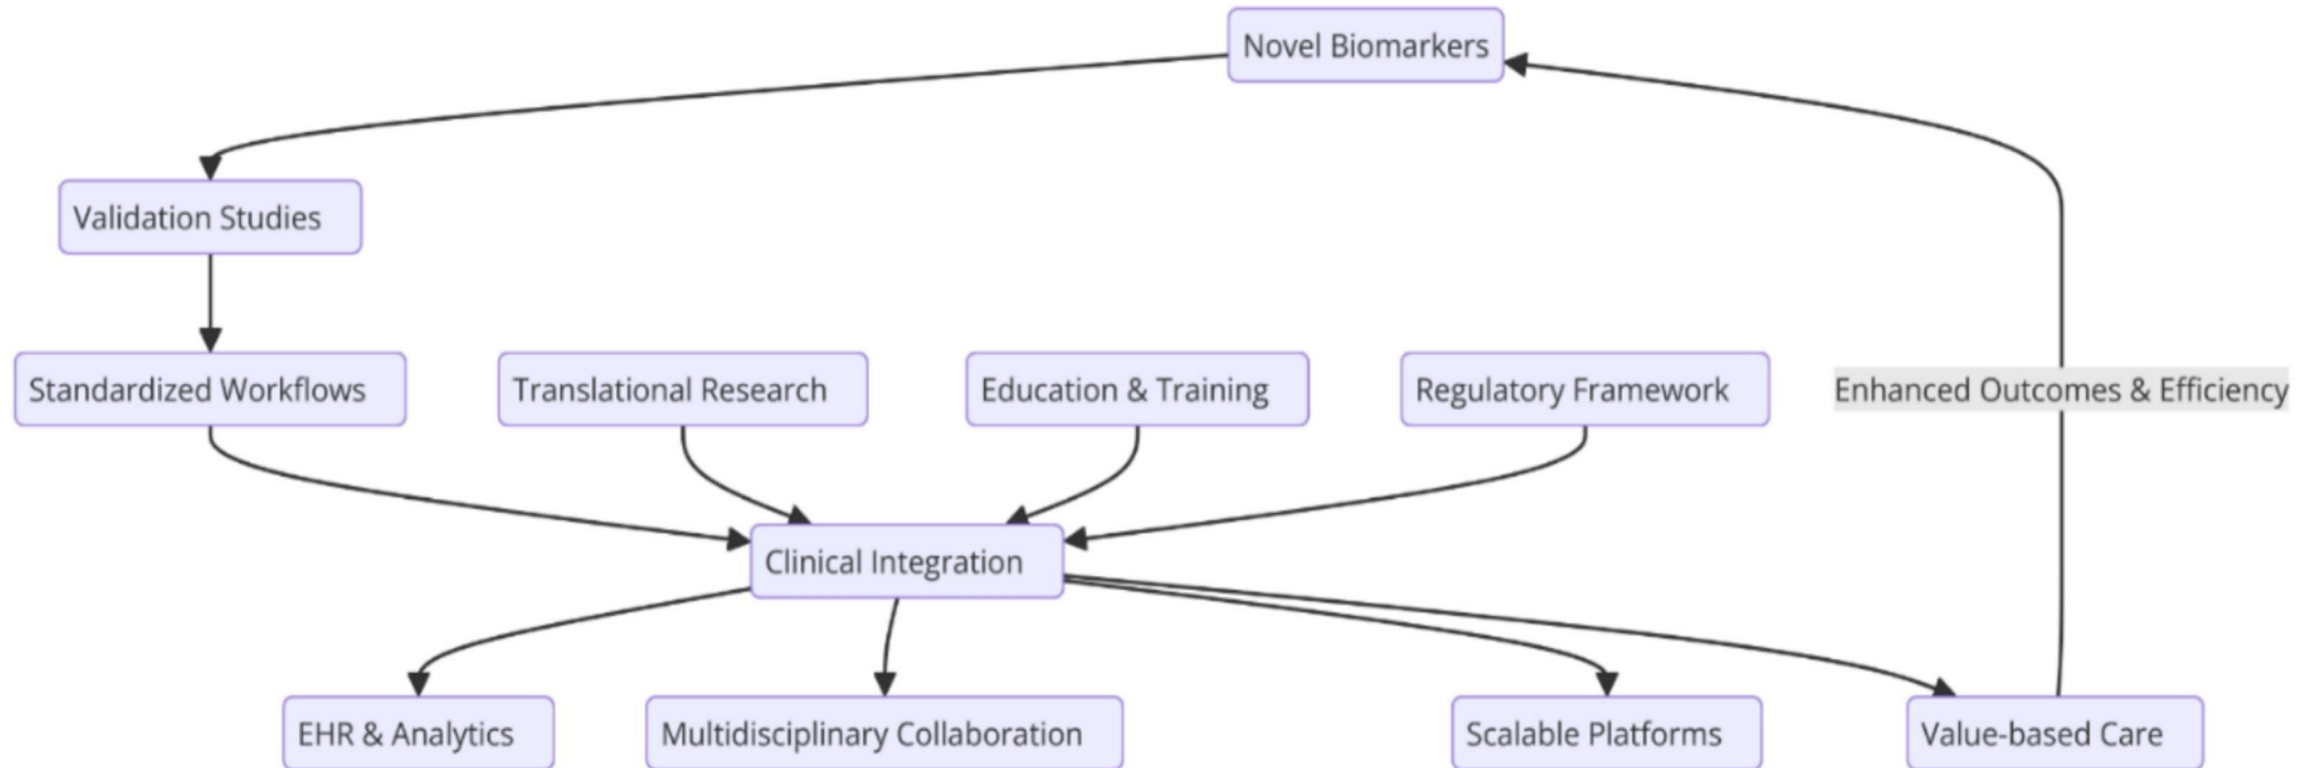 Novel Biomarkers
Validation Studies
Standardized Workflows
Translational Research
Education & Training
Regulatory Framework
Enhanced Outcomes & Efficiency
Clinical Integration
EHR & Analytics
Multidisciplinary Collaboration
Scalable Platforms
Value-based Care